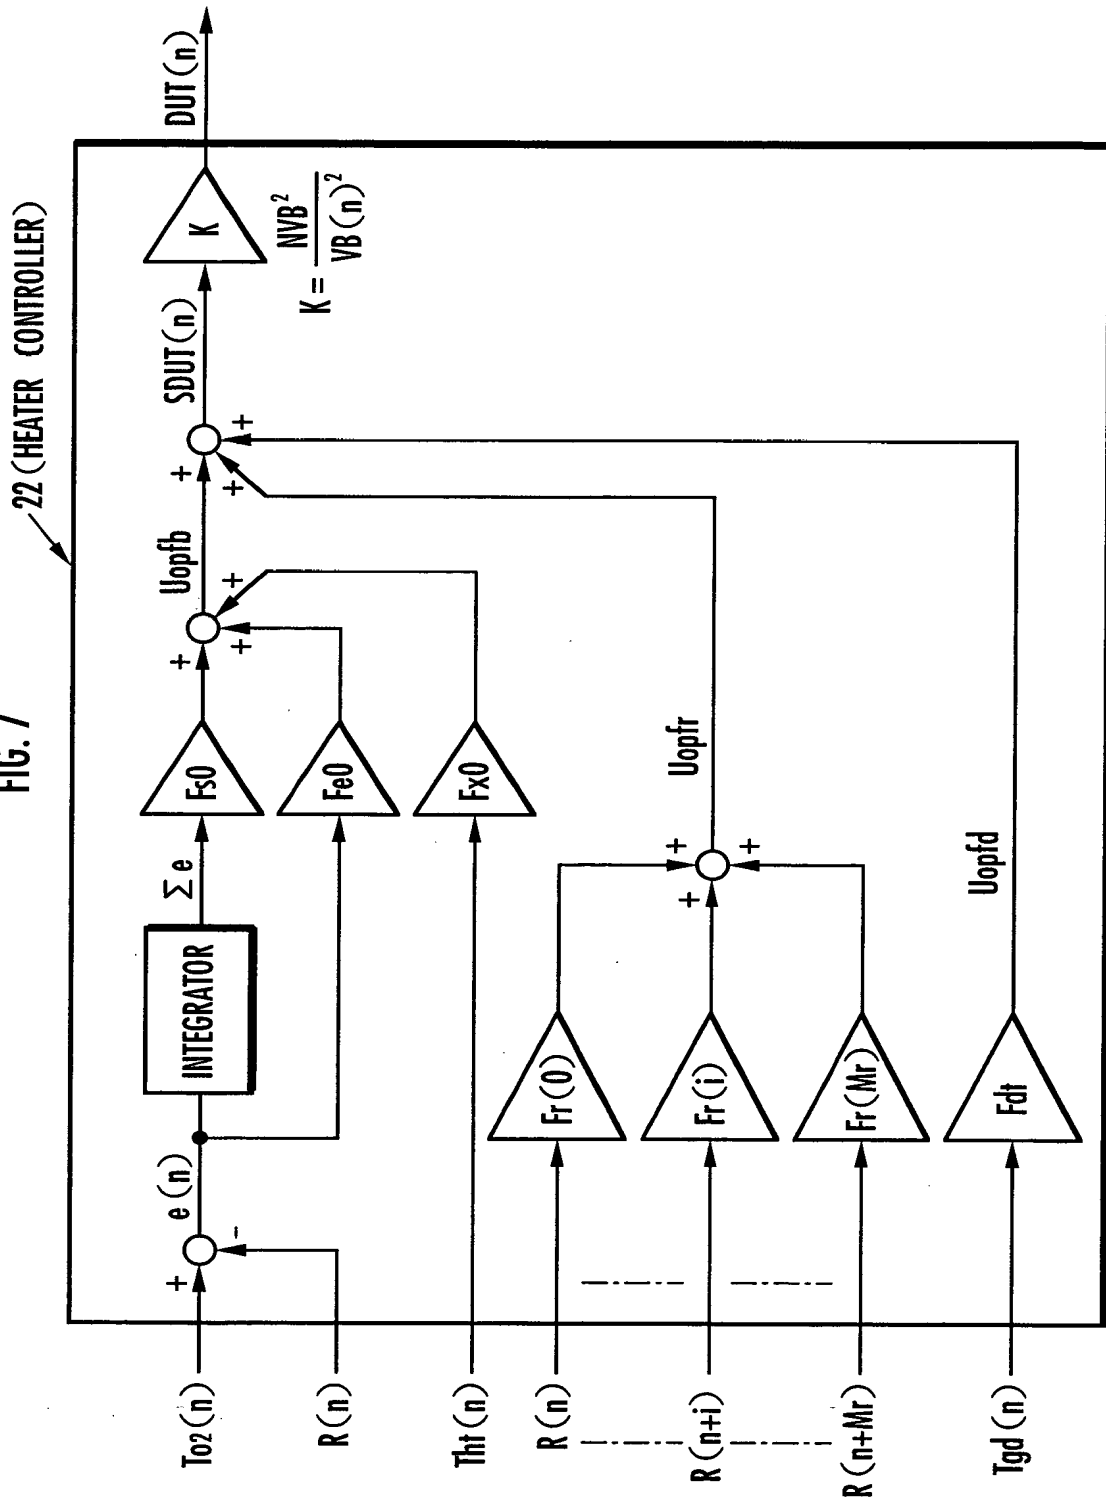 FIG. 7
22 (HEATER CONTROLLER)
To2(n)
+
-
e(n)
INTEGRATOR
Σe
Fs0
+
Uopfb
+
SDUT(n)
K
DUT(n)
K = NVB² / VB(n)²
R(n)
Fe0
+
Tht(n)
Fx0
+
R(n)
Fr(0)
+
R(n+i)
Fr(i)
+
Uopfr
+
R(n+Mr)
Fr(Mr)
+
Tgd(n)
Fdt
Uopfd
+